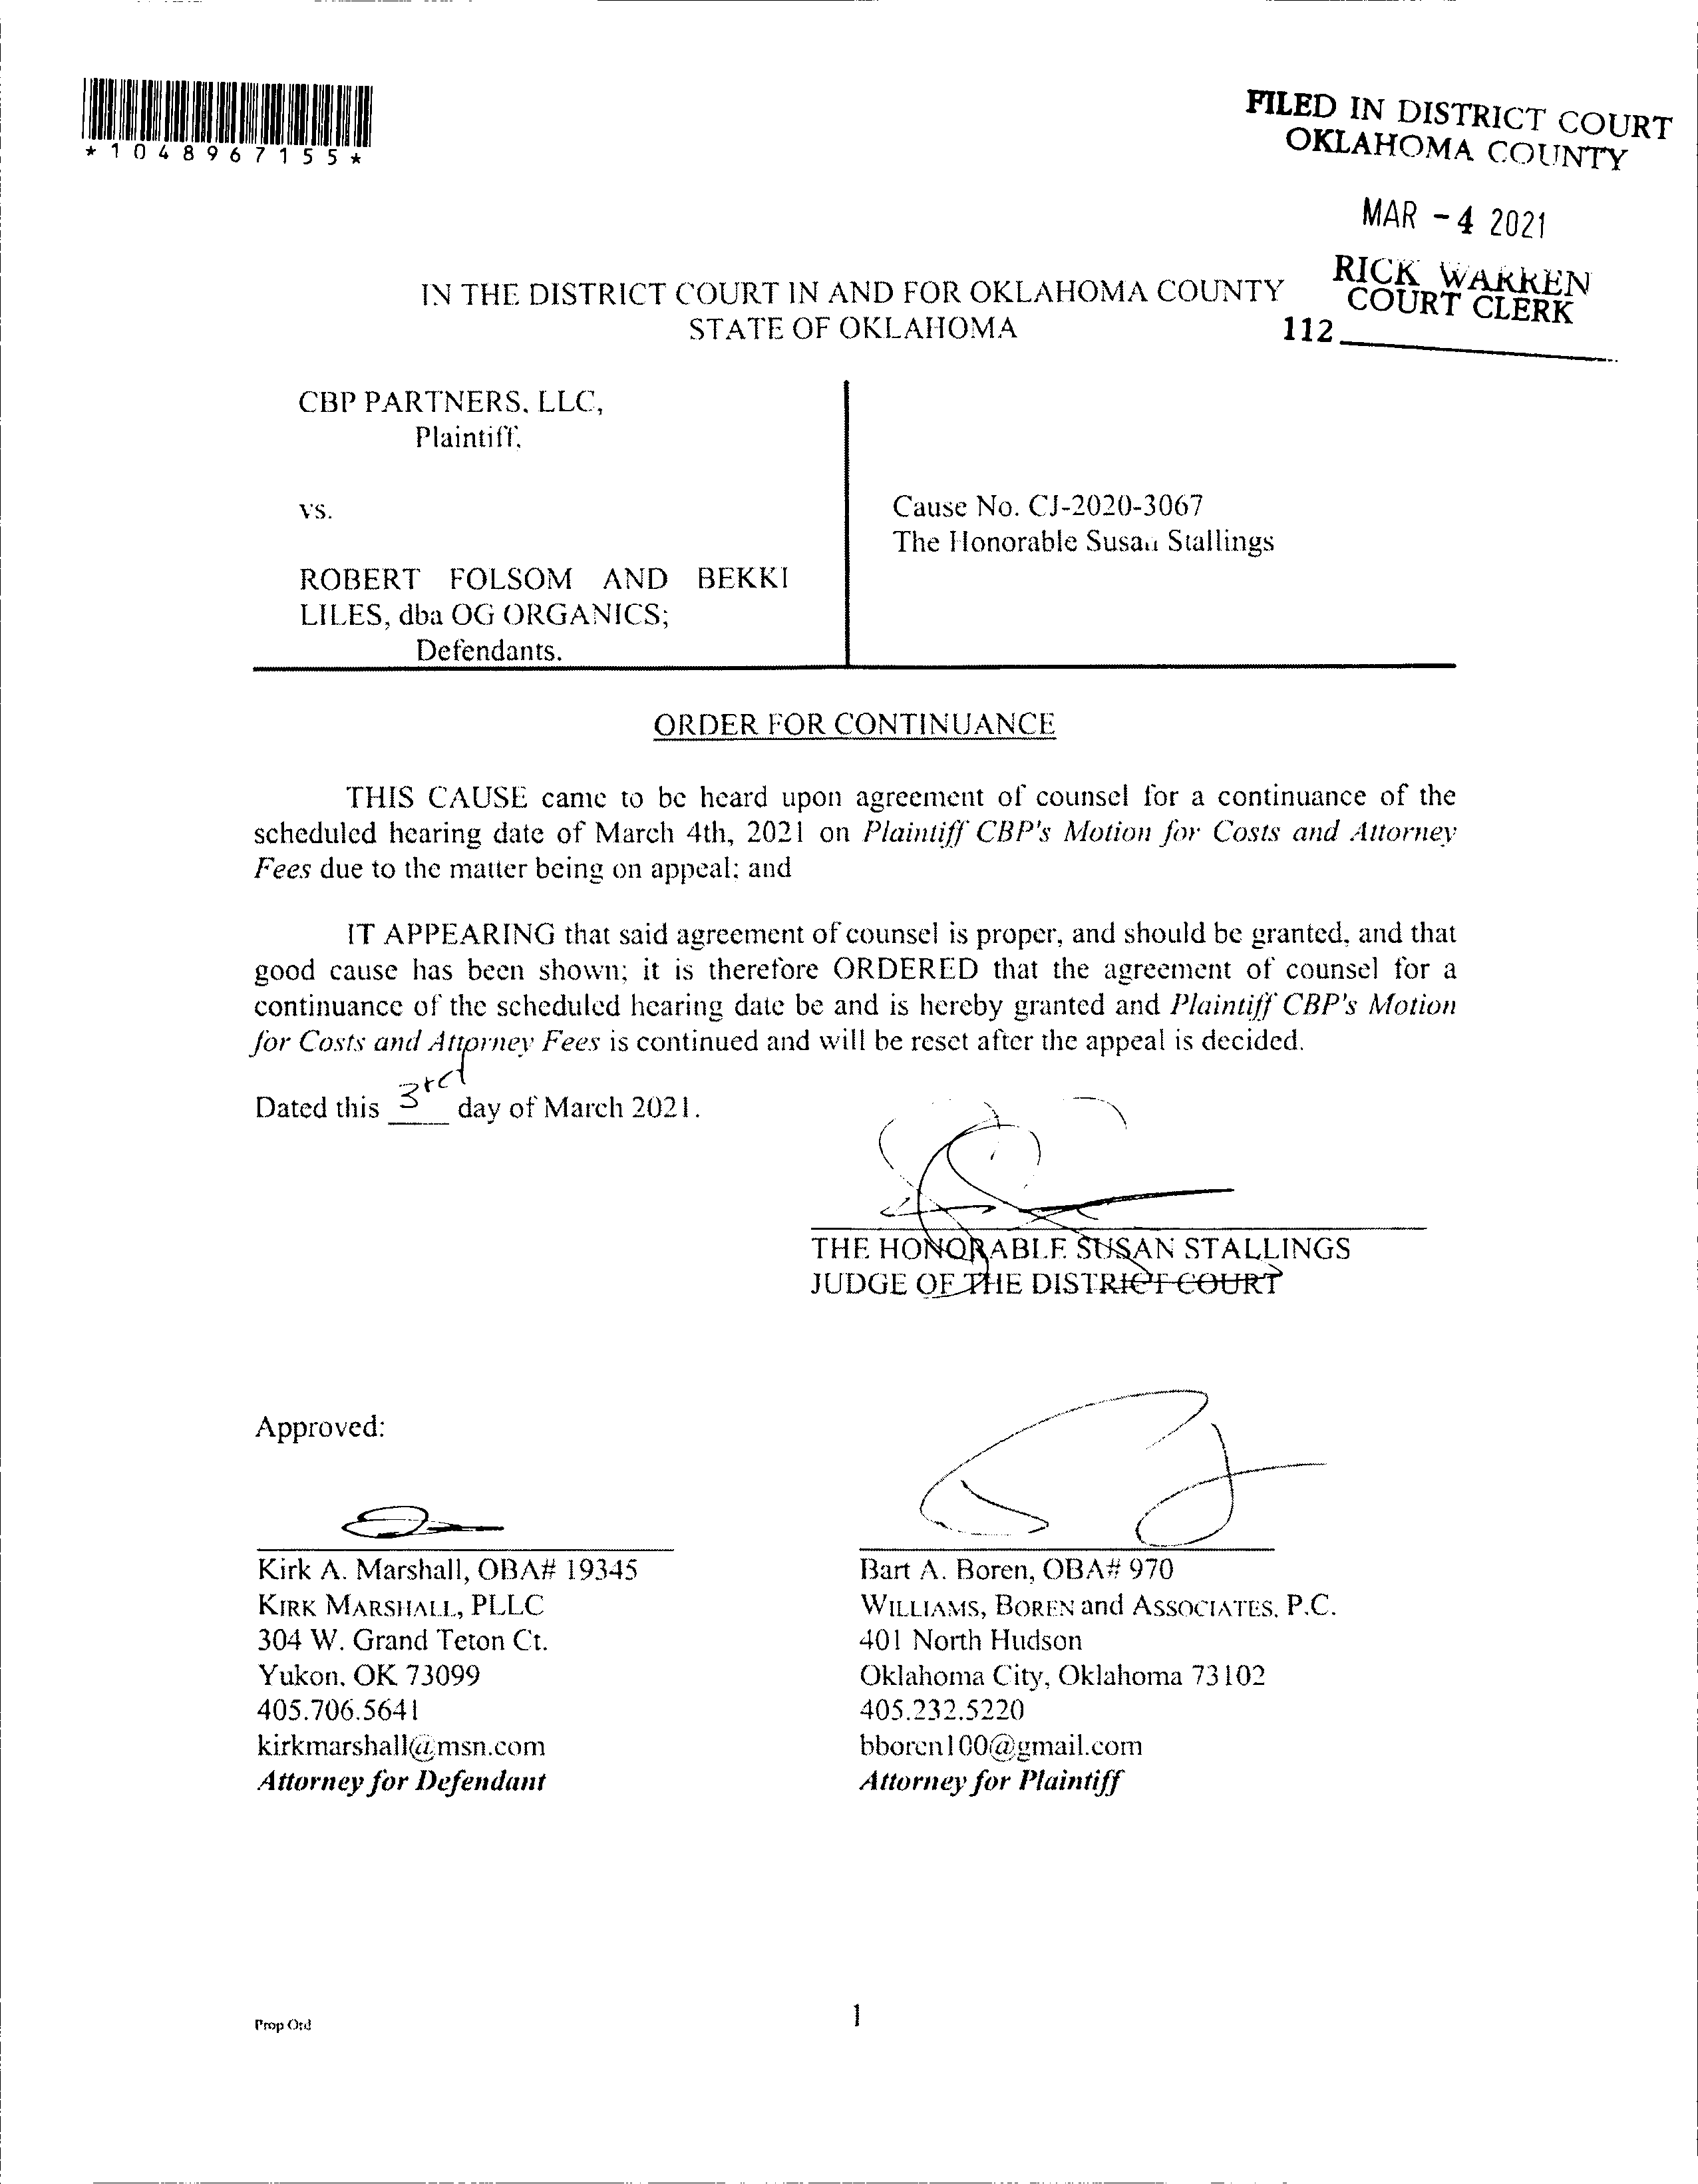 *1048967155*
FILED IN DISTRICT COURT
OKLAHOMA COUNTY
MAR - 4 2021
RICK WARREN
COURT CLERK
112
IN THE DISTRICT COURT IN AND FOR OKLAHOMA COUNTY
STATE OF OKLAHOMA
CBP PARTNERS, LLC,
Plaintiff,
vs.
ROBERT FOLSOM AND BEKKI
LILES, dba OG ORGANICS;
Defendants.
Cause No. CJ-2020-3067
The Honorable Susan Stallings
ORDER FOR CONTINUANCE
THIS CAUSE came to be heard upon agreement of counsel for a continuance of the
scheduled hearing date of March 4th, 2021 on Plaintiff CBP's Motion for Costs and Attorney
Fees due to the matter being on appeal; and
IT APPEARING that said agreement of counsel is proper, and should be granted, and that
good cause has been shown; it is therefore ORDERED that the agreement of counsel for a
continuance of the scheduled hearing date be and is hereby granted and Plaintiff CBP's Motion
for Costs and Attorney Fees is continued and will be reset after the appeal is decided.
Dated this 3rd day of March 2021.
THE HONORABLE SUSAN STALLINGS
JUDGE OF THE DISTRICT COURT
Approved:
Kirk A. Marshall, OBA# 19345
KIRK MARSHALL, PLLC
304 W. Grand Teton Ct.
Yukon, OK 73099
405.706.5641
kirkmarshall@msn.com
Attorney for Defendant
Bart A. Boren, OBA# 970
WILLIAMS, BOREN and ASSOCIATES, P.C.
401 North Hudson
Oklahoma City, Oklahoma 73102
405.232.5220
bboren100@gmail.com
Attorney for Plaintiff
Prop Ord
1